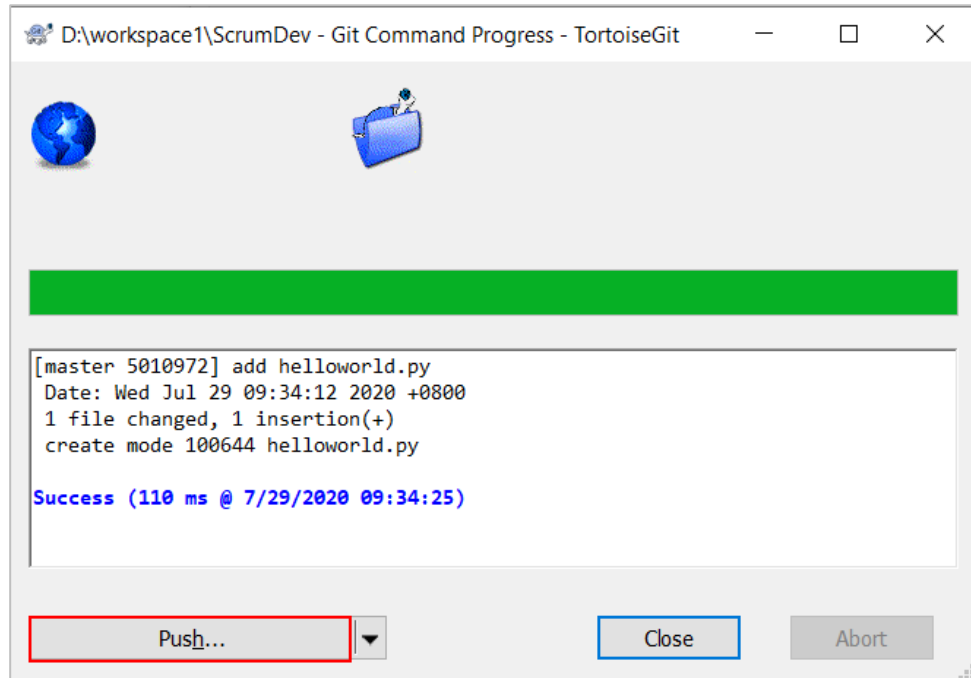 D:\workspace1\ScrumDev - Git Command Progress - TortoiseGit
[master 5010972] add helloworld.py
Date: Wed Jul 29 09:34:12 2020 +0800
1 file changed, 1 insertion(+)
create mode 100644 helloworld.py
Success (110 ms @ 7/29/2020 09:34:25)
Push... Close Abort